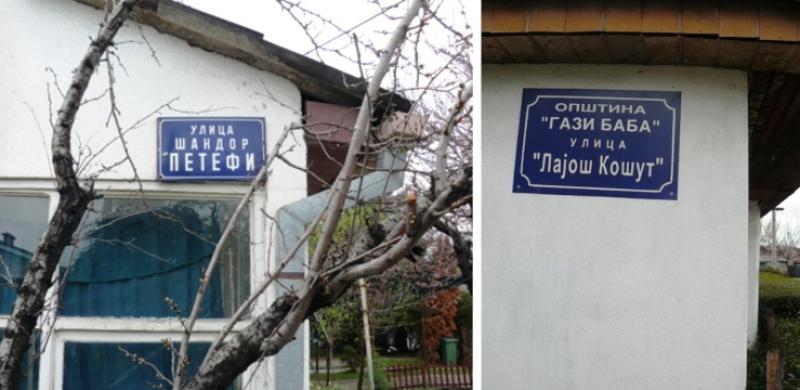 УЛИЦА
ШАНДОР
ПЕТЕФИ
ОПШТИНА
"ГАЗИ БАБА"
УЛИЦА
"Лајош Кошут"